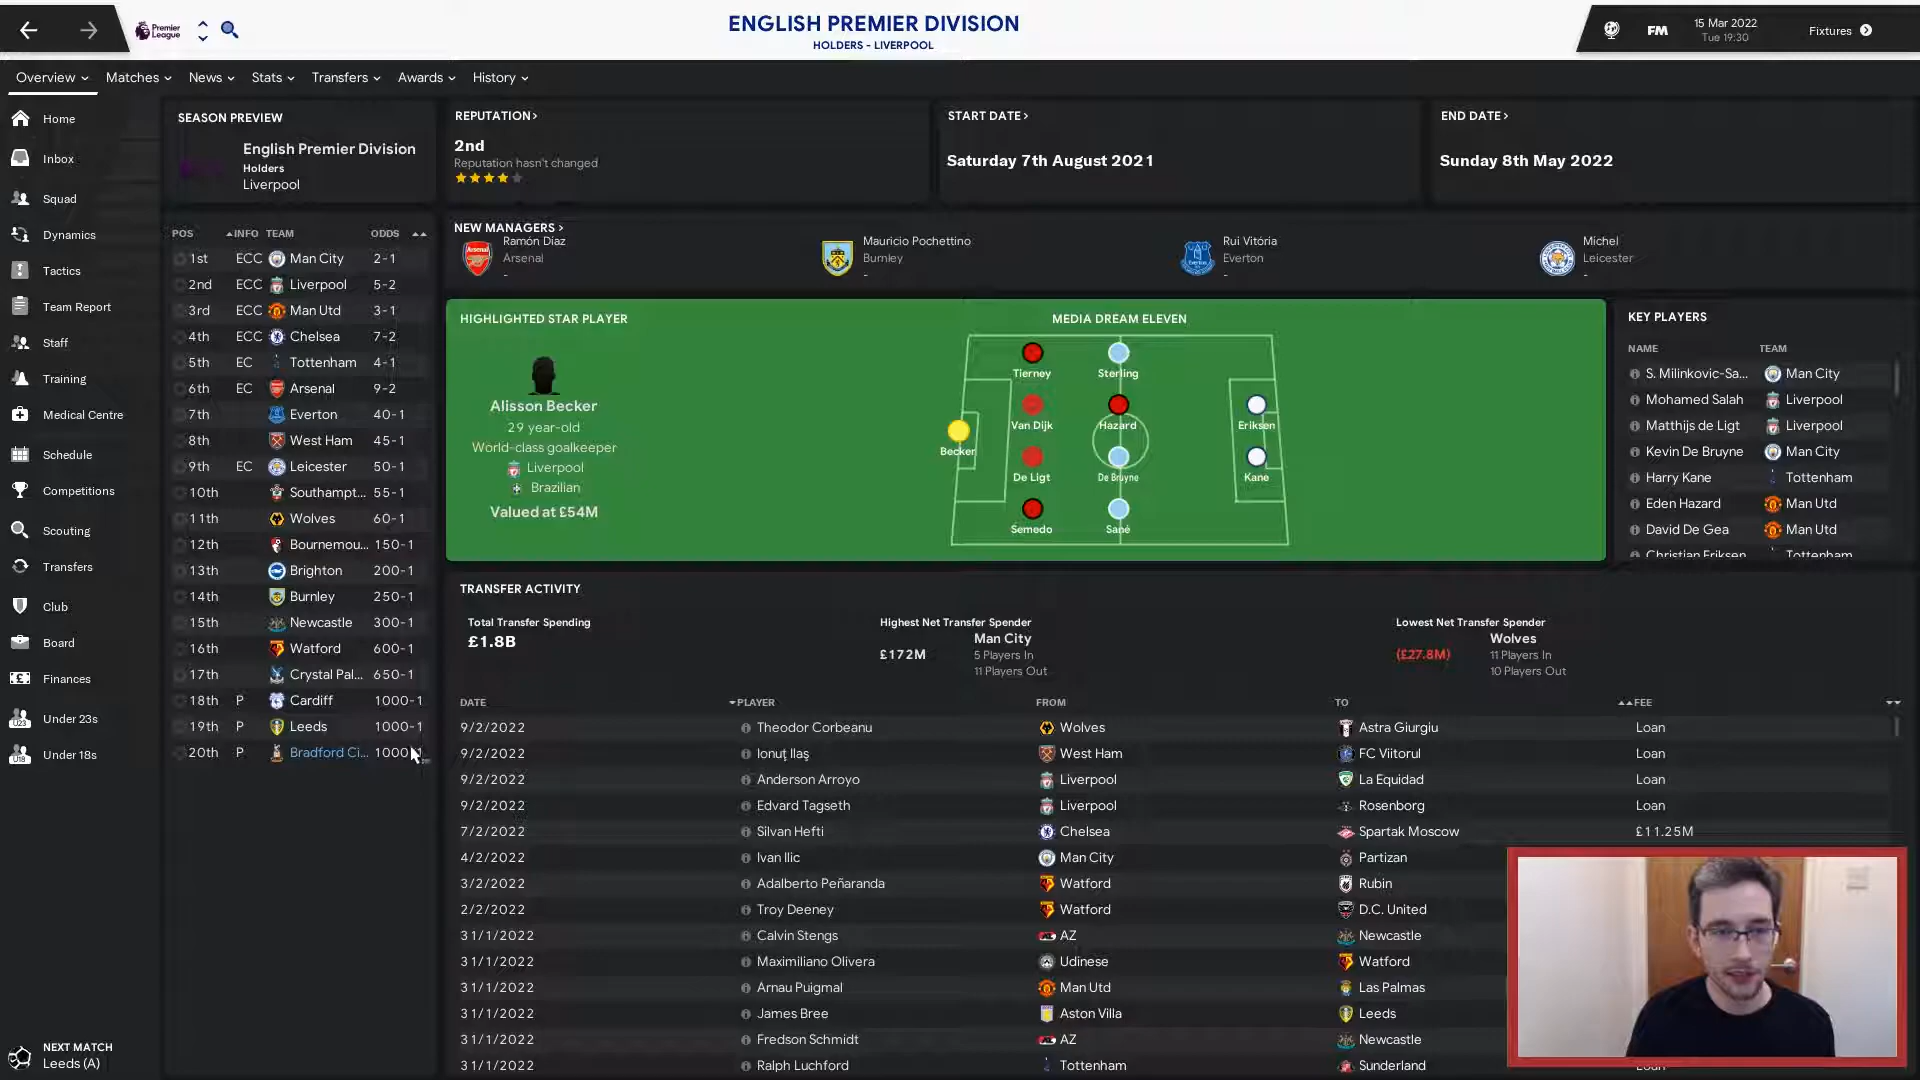 Premier League
ENGLISH PREMIER DIVISION
HOLDERS - LIVERPOOL
FM
15 Mar 2022
Tue 19:30
Fixtures
Overview Matches News Stats Transfers Awards History
Home
Inbox
Squad
Dynamics
Tactics
Team Report
Staff
Training
Medical Centre
Schedule
Competitions
Scouting
Transfers
Club
Board
Finances
Under 23s
Under 18s
NEXT MATCH
Leeds (A)
SEASON PREVIEW
English Premier Division
Holders
Liverpool
REPUTATION>
2nd
Reputation hasn't changed
START DATE>
Saturday 7th August 2021
END DATE>
Sunday 8th May 2022
POS INFO TEAM ODDS
1st ECC Man City 2-1
2nd ECC Liverpool 5-2
3rd ECC Man Utd 3-1
4th ECC Chelsea 7-2
5th EC Tottenham 4-1
6th EC Arsenal 9-2
7th Everton 40-1
8th West Ham 45-1
9th EC Leicester 50-1
10th Southampt... 55-1
11th Wolves 60-1
12th Bournemou... 150-1
13th Brighton 200-1
14th Burnley 250-1
15th Newcastle 300-1
16th Watford 600-1
17th Crystal Pal... 650-1
18th P Cardiff 1000-1
19th P Leeds 1000-1
20th P Bradford Ci... 1000-1
NEW MANAGERS >
Ramón Díaz
Arsenal
-
Mauricio Pochettino
Burnley
-
Rui Vitória
Everton
-
Míchel
Leicester
-
HIGHLIGHTED STAR PLAYER
Alisson Becker
29 year-old
World-class goalkeeper
Liverpool
Brazilian
Valued at £54M
MEDIA DREAM ELEVEN
Tierney
Sterling
Van Dijk
Hazard
Eriksen
Becker
De Ligt
De Bruyne
Kane
Semedo
Sané
KEY PLAYERS
NAME TEAM
S. Milinkovic-Sa... Man City
Mohamed Salah Liverpool
Matthijs de Ligt Liverpool
Kevin De Bruyne Man City
Harry Kane Tottenham
Eden Hazard Man Utd
David De Gea Man Utd
Christian Eriksen Tottenham
TRANSFER ACTIVITY
Total Transfer Spending
£1.8B
Highest Net Transfer Spender
£172M
Man City
5 Players In
11 Players Out
Lowest Net Transfer Spender
(£27.8M)
Wolves
11 Players In
10 Players Out
DATE PLAYER FROM TO FEE
9/2/2022 Theodor Corbeanu Wolves Astra Giurgiu Loan
9/2/2022 Ionuţ Ilaş West Ham FC Viitorul Loan
9/2/2022 Anderson Arroyo Liverpool La Equidad Loan
9/2/2022 Edvard Tagseth Liverpool Rosenborg Loan
7/2/2022 Silvan Hefti Chelsea Spartak Moscow £11.25M
4/2/2022 Ivan Ilic Man City Partizan
3/2/2022 Adalberto Peñaranda Watford Rubin
2/2/2022 Troy Deeney Watford D.C. United
31/1/2022 Calvin Stengs AZ Newcastle
31/1/2022 Maximiliano Olivera Udinese Watford
31/1/2022 Arnau Puigmal Man Utd Las Palmas
31/1/2022 James Bree Aston Villa Leeds
31/1/2022 Fredson Schmidt AZ Newcastle
31/1/2022 Ralph Luchford Tottenham Sunderland Loan